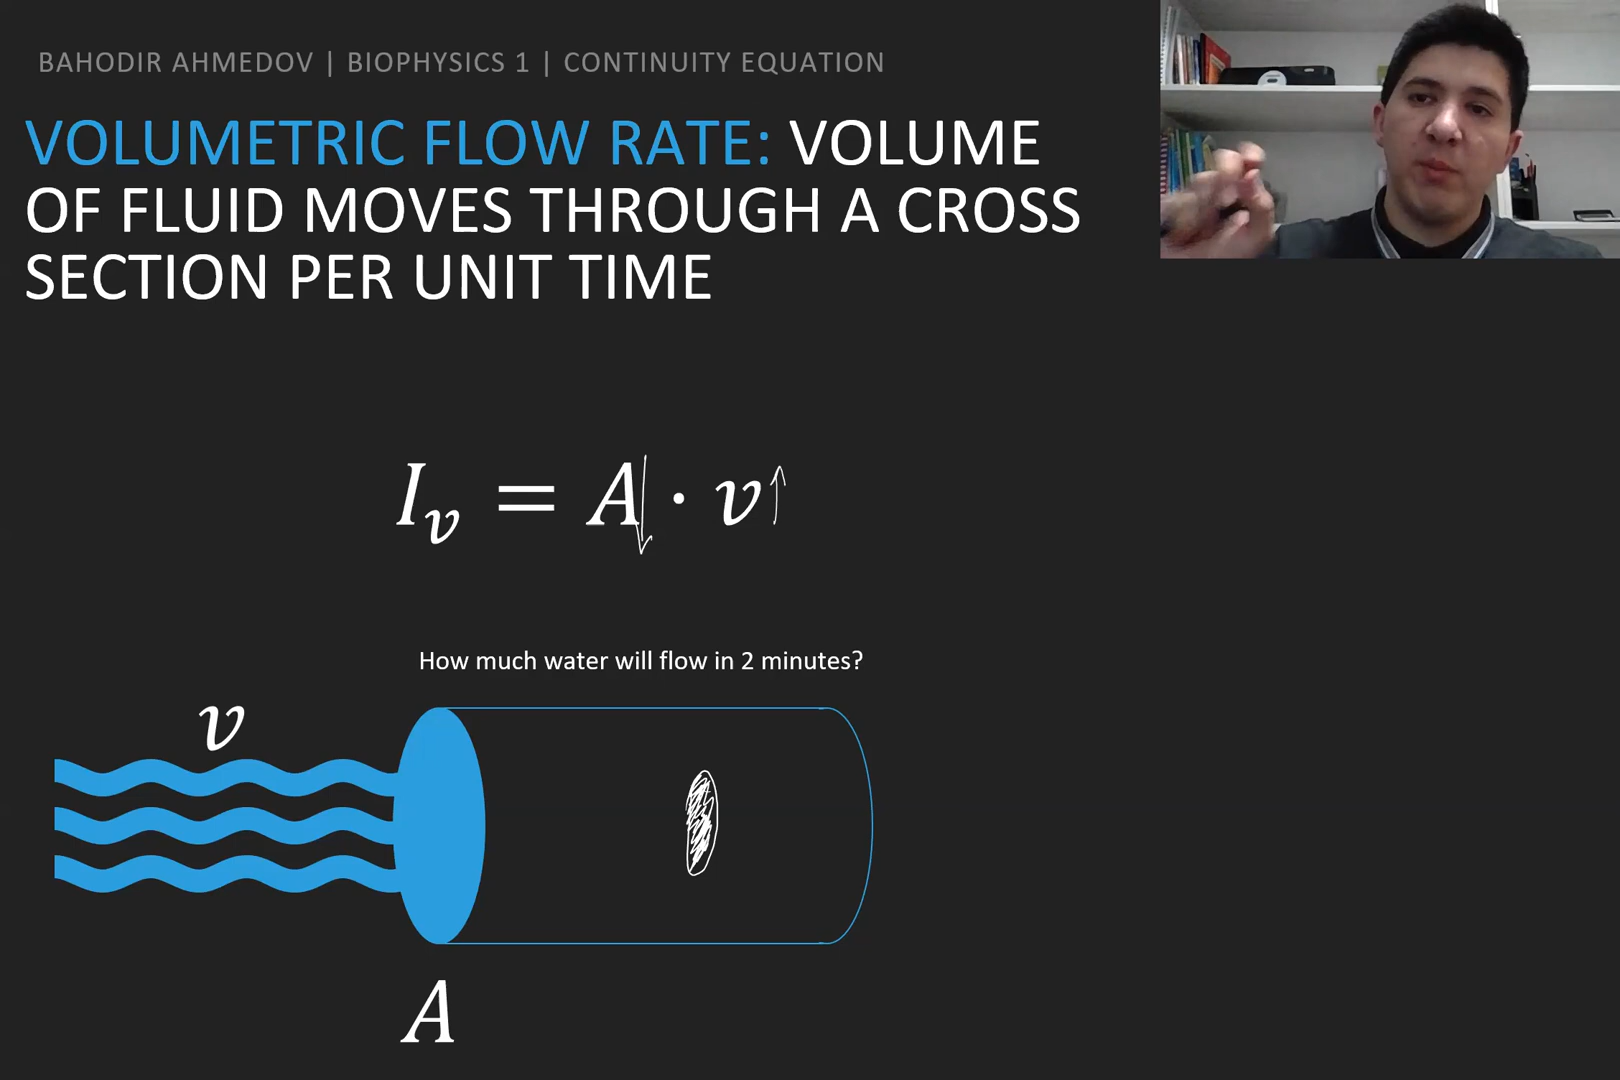 BAHODIR AHMEDOV | BIOPHYSICS 1 | CONTINUITY EQUATION
VOLUMETRIC FLOW RATE: VOLUME
OF FLUID MOVES THROUGH A CROSS
SECTION PER UNIT TIME
I_v = A↓ · v↑
How much water will flow in 2 minutes?
v
A